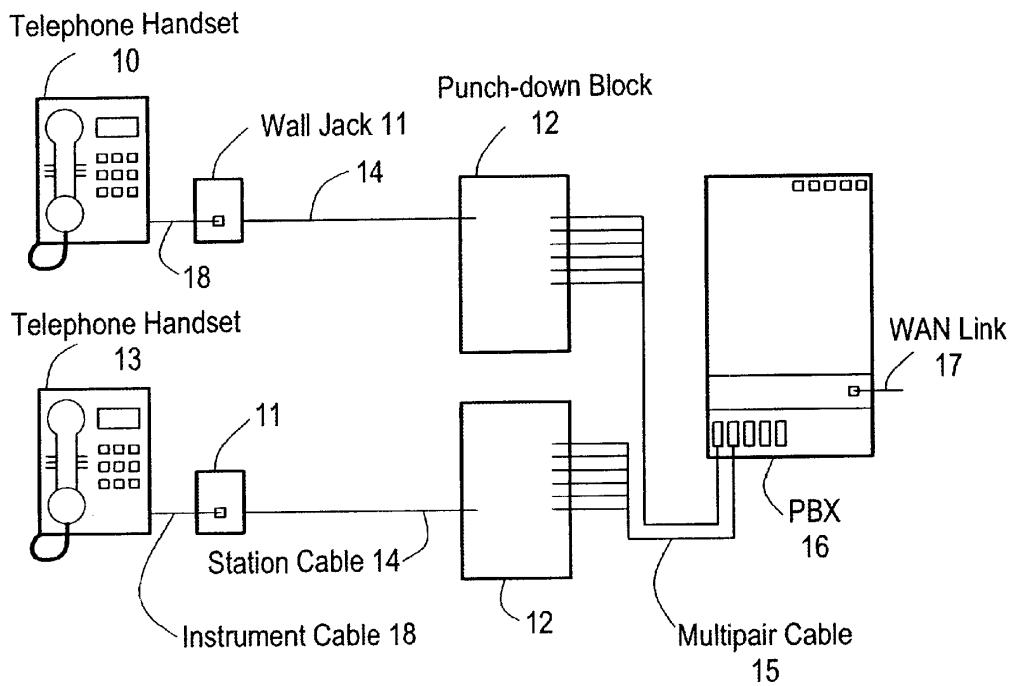 Telephone Handset
10
Punch-down Block
12
Wall Jack 11
14
18
Telephone Handset
13
WAN Link
17
11
PBX
16
Station Cable 14
12
Instrument Cable 18
Multipair Cable
15